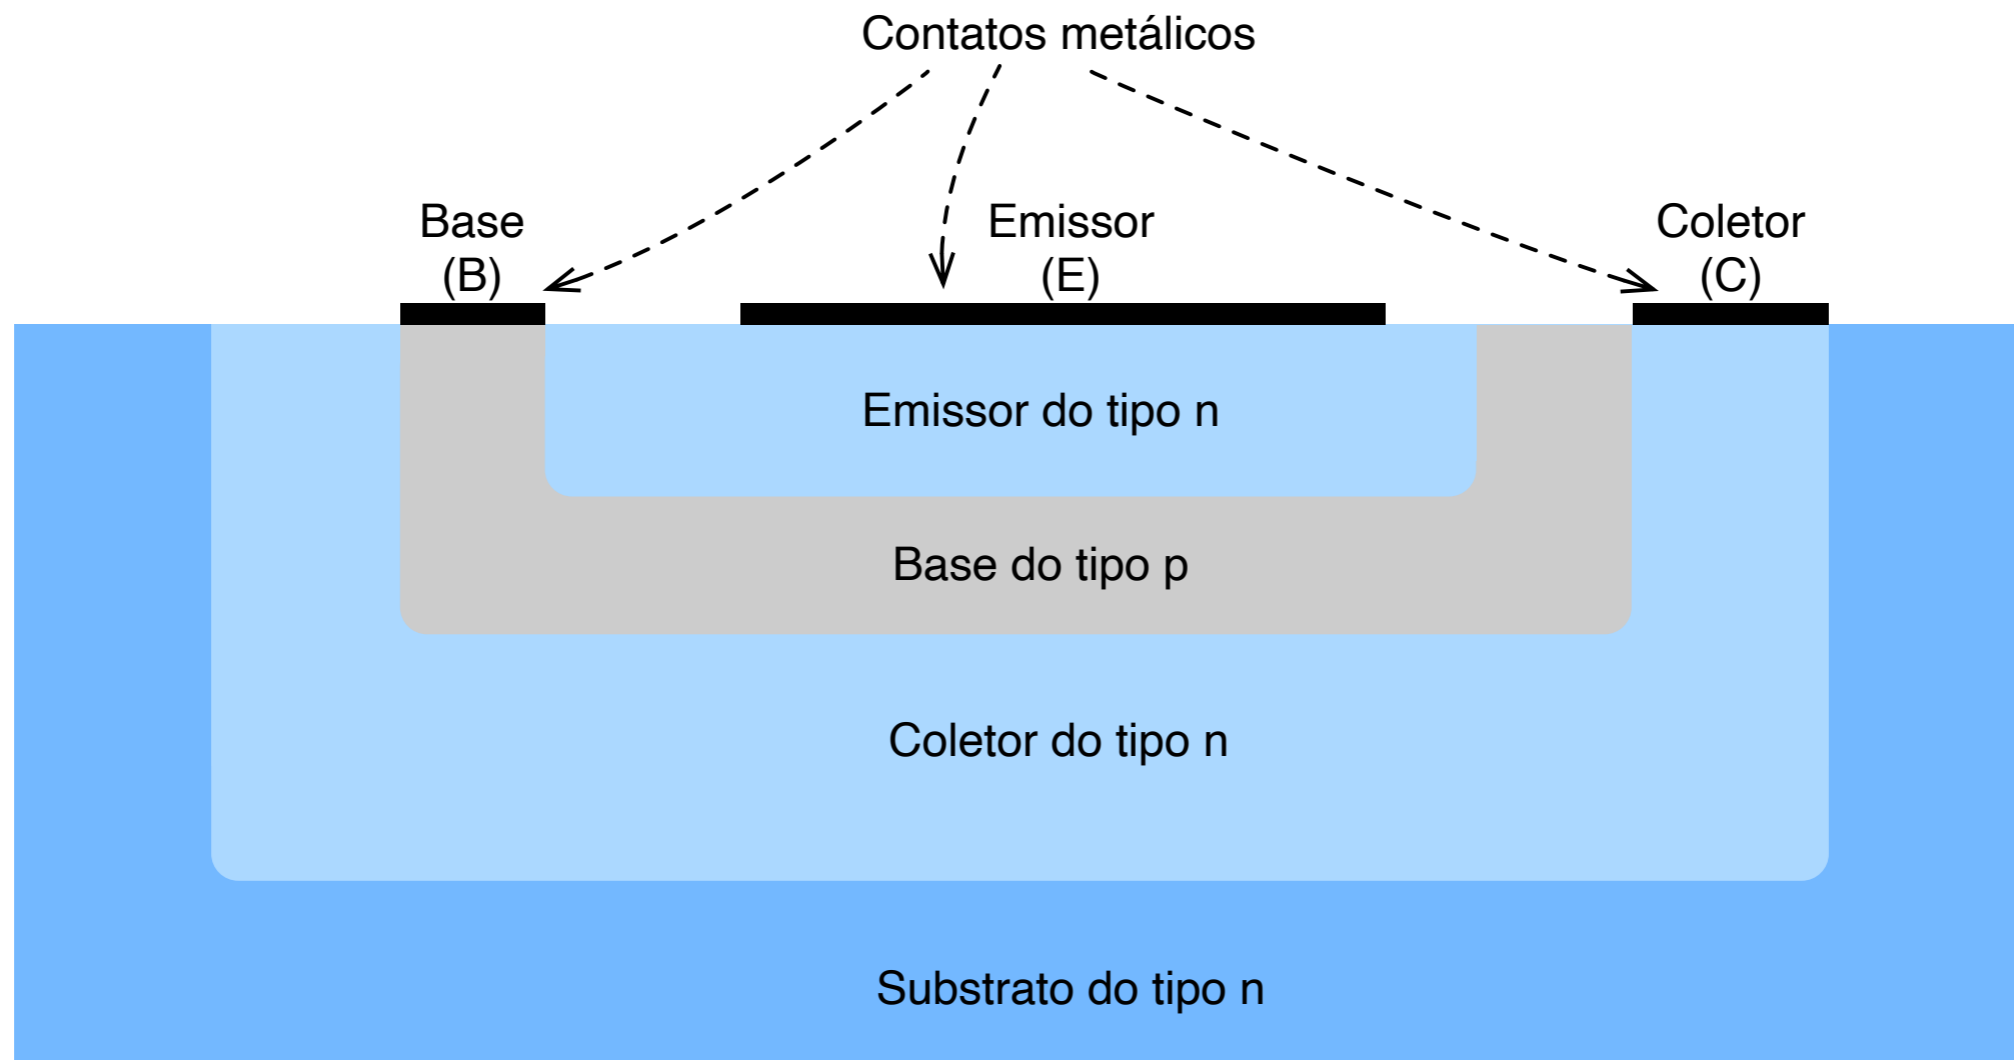 Contatos metálicos
Base
(B)
Emissor
(E)
Coletor
(C)
Emissor do tipo n
Base do tipo p
Coletor do tipo n
Substrato do tipo n